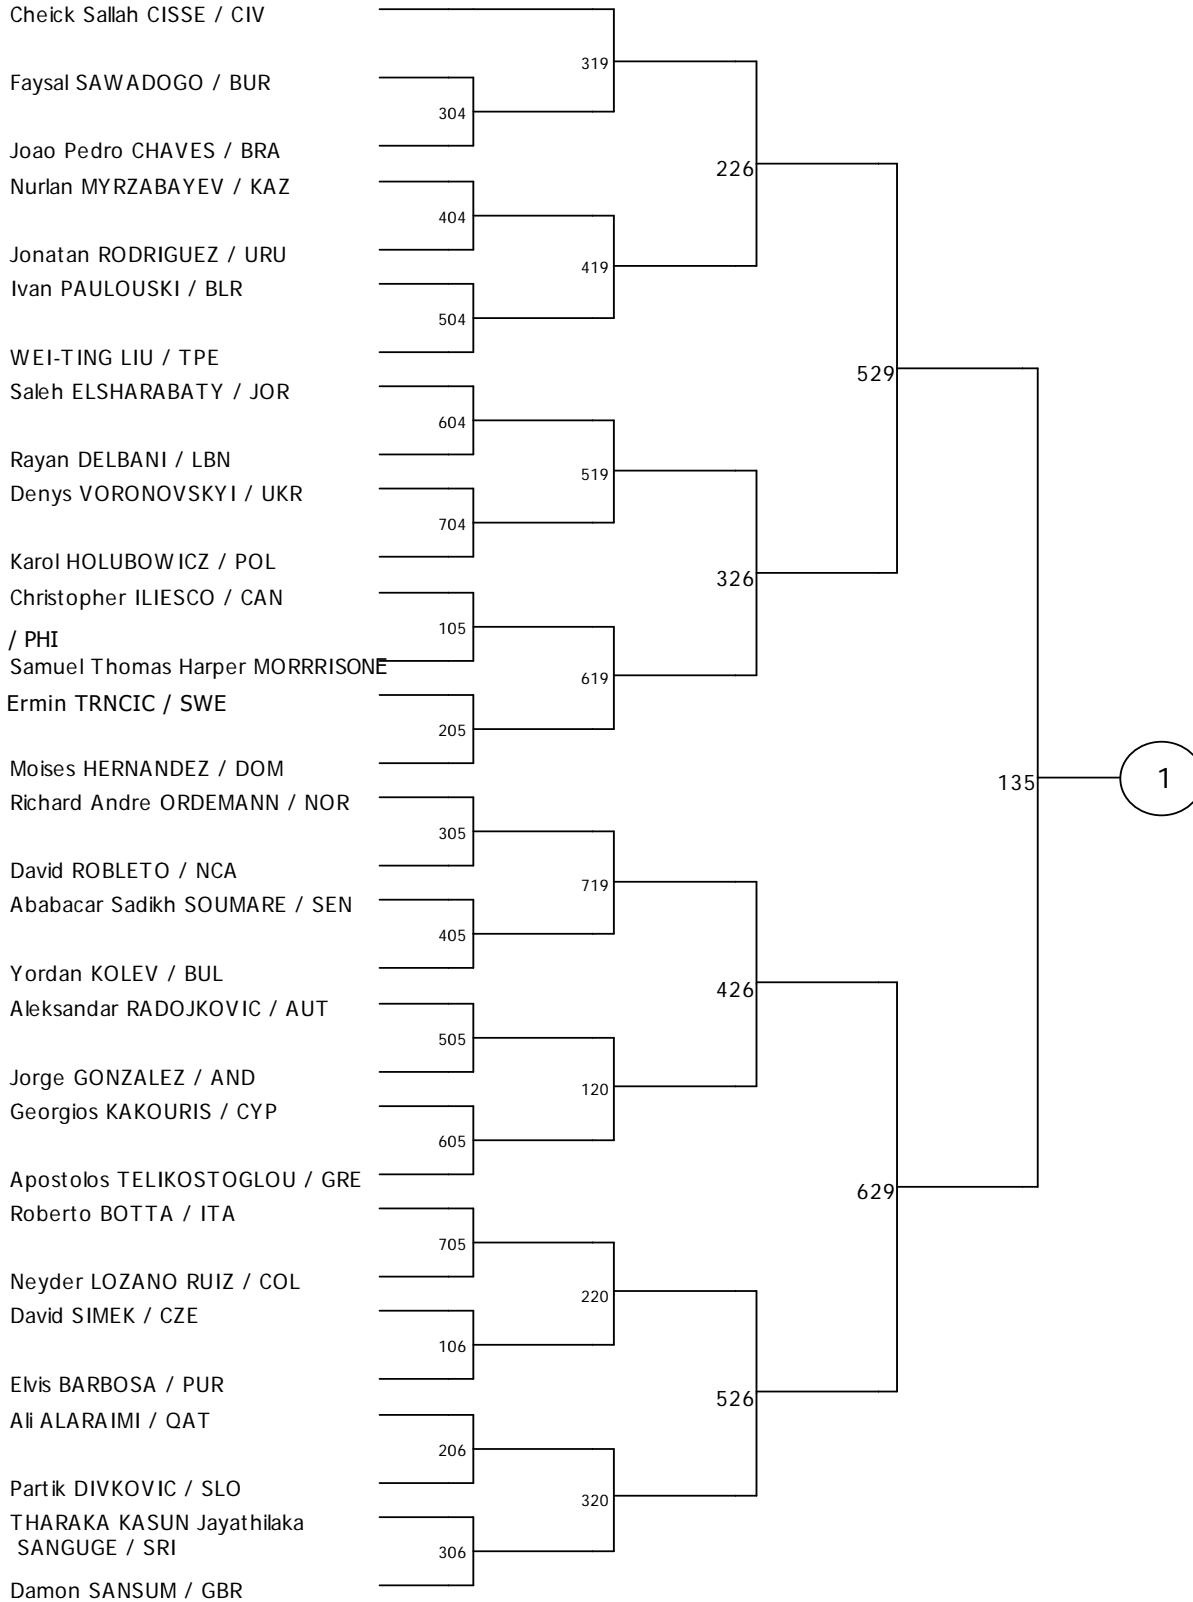 Cheick Sallah CISSE / CIV
319
Faysal SAWADOGO / BUR
304
Joao Pedro CHAVES / BRA
226
Nurlan MYRZABAYEV / KAZ
404
Jonatan RODRIGUEZ / URU
419
Ivan PAULOUSKI / BLR
504
WEI-TING LIU / TPE
529
Saleh ELSHARABATY / JOR
604
Rayan DELBANI / LBN
519
Denys VORONOVSKYI / UKR
704
Karol HOLUBOWICZ / POL
326
Christopher ILIESCO / CAN
105
/ PHI
Samuel Thomas Harper MORRRISONE
619
Ermin TRNCIC / SWE
205
Moises HERNANDEZ / DOM
135
1
Richard Andre ORDEMANN / NOR
305
David ROBLETO / NCA
719
Ababacar Sadikh SOUMARE / SEN
405
Yordan KOLEV / BUL
426
Aleksandar RADOJKOVIC / AUT
505
Jorge GONZALEZ / AND
120
Georgios KAKOURIS / CYP
605
Apostolos TELIKOSTOGLOU / GRE
629
Roberto BOTTA / ITA
705
Neyder LOZANO RUIZ / COL
220
David SIMEK / CZE
106
Elvis BARBOSA / PUR
526
Ali ALARAIMI / QAT
206
Partik DIVKOVIC / SLO
320
THARAKA KASUN Jayathilaka
SANGUGE / SRI
306
Damon SANSUM / GBR